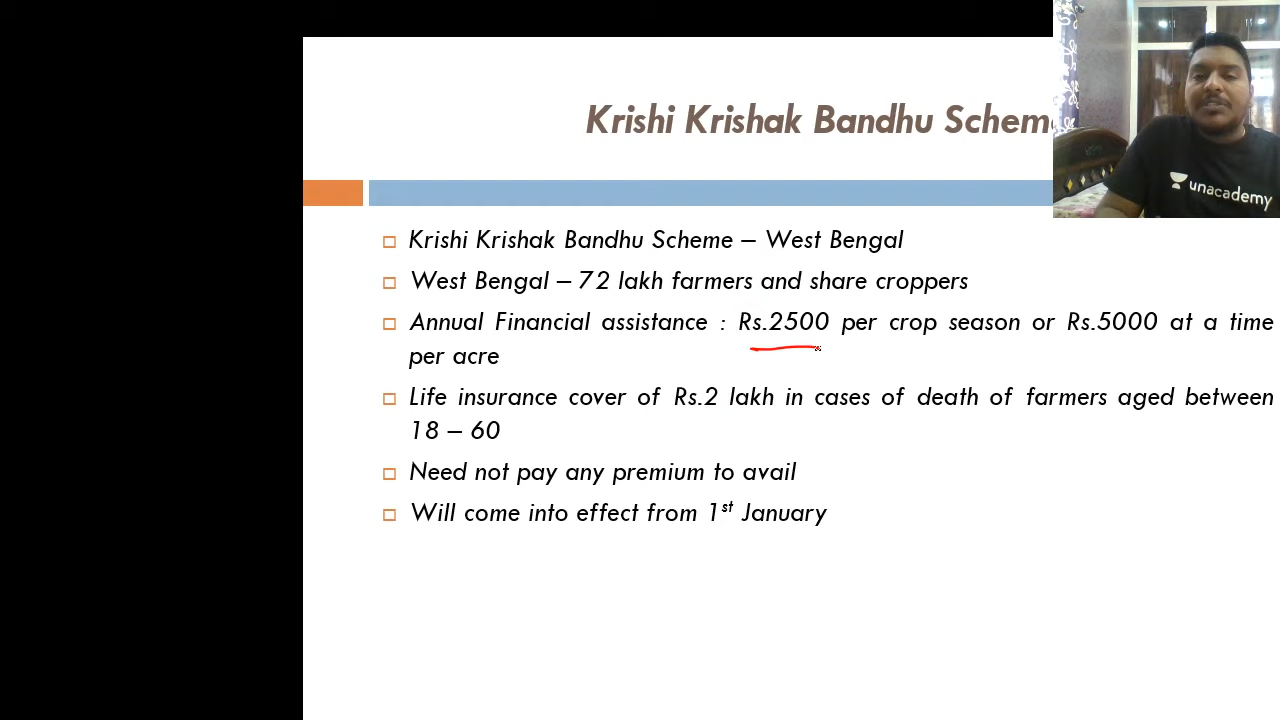 Krishi Krishak Bandhu Scheme
unacademy
Krishi Krishak Bandhu Scheme – West Bengal
West Bengal – 72 lakh farmers and share croppers
Annual Financial assistance : Rs.2500 per crop season or Rs.5000 at a time
per acre
Life insurance cover of Rs.2 lakh in cases of death of farmers aged between
18 – 60
Need not pay any premium to avail
Will come into effect from 1st January